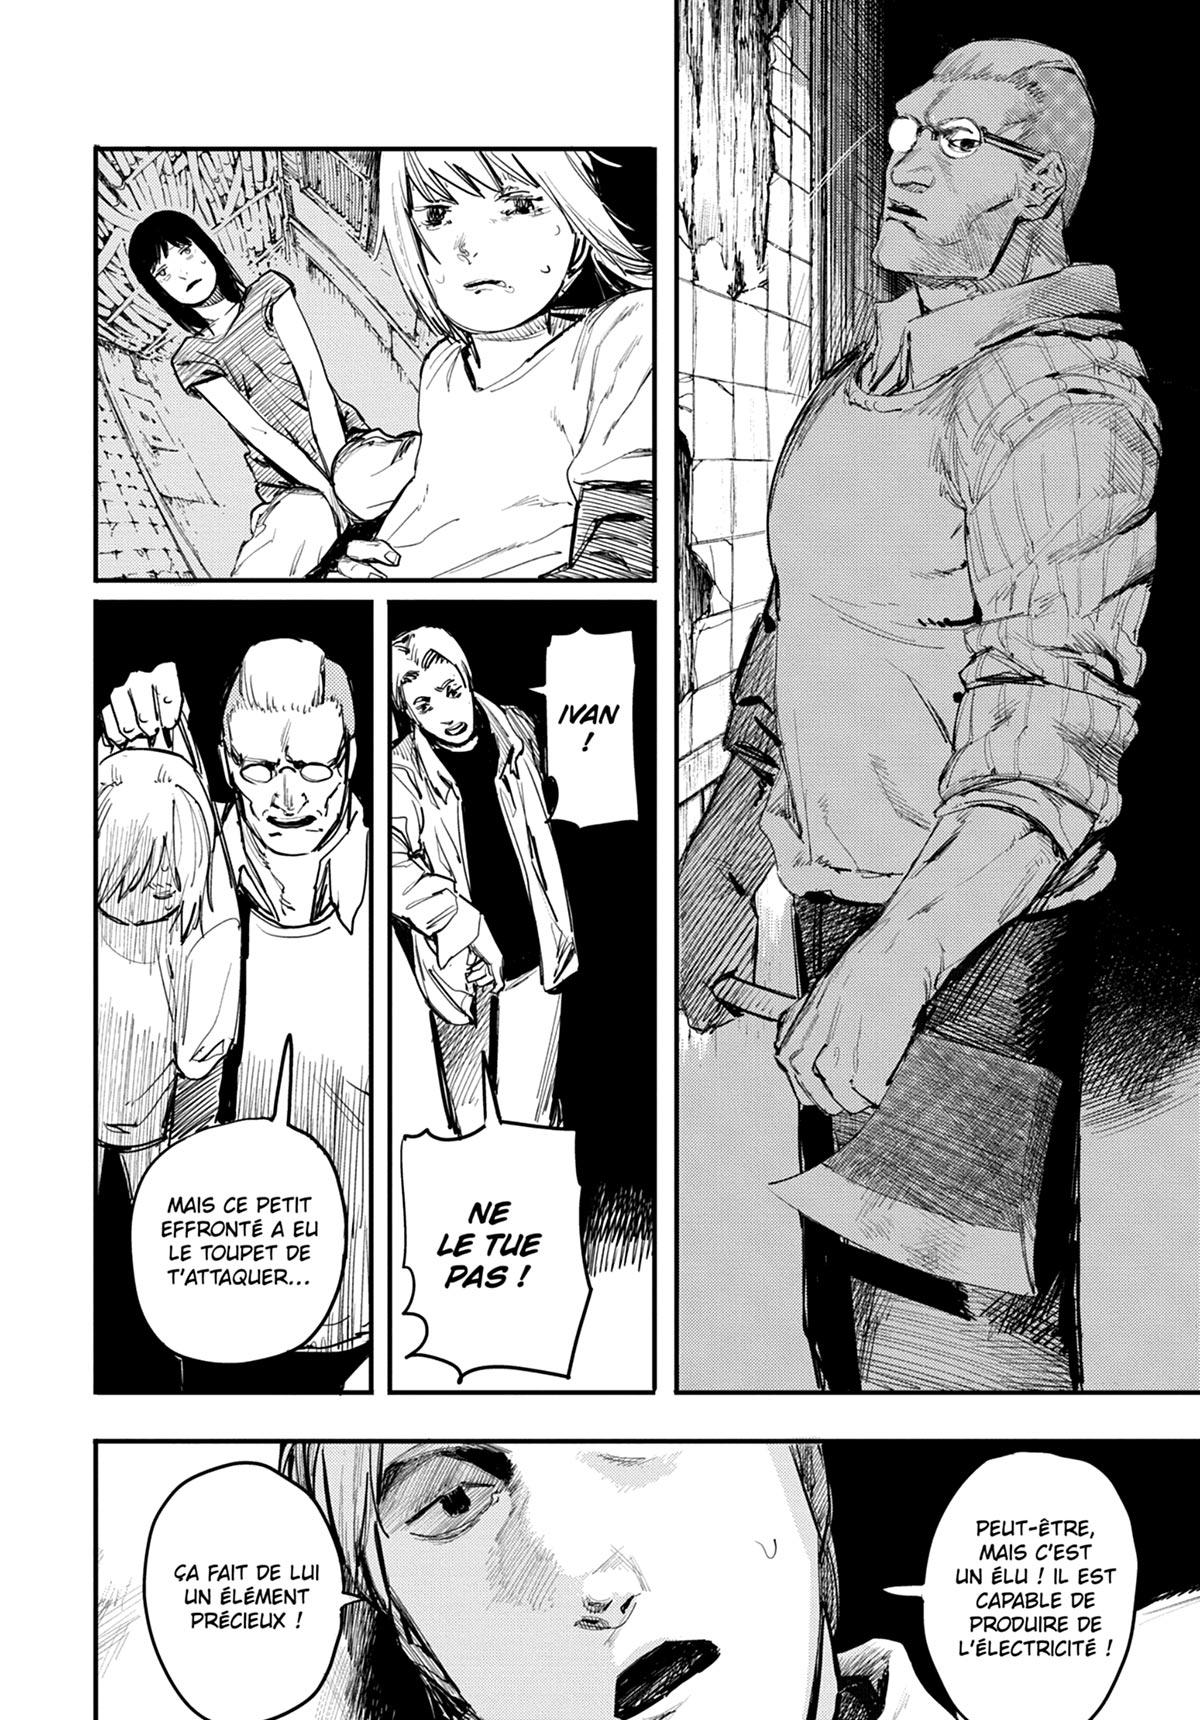 IVAN
!
NE
LE TUE
PAS !
MAIS CE PETIT
EFFRONTÉ A EU
LE TOUPET DE
T'ATTAQUER...
PEUT-ÊTRE,
MAIS C'EST
UN ÉLU ! IL EST
CAPABLE DE
PRODUIRE DE
L'ÉLECTRICITÉ !
ÇA FAIT DE LUI
UN ÉLÉMENT
PRÉCIEUX !